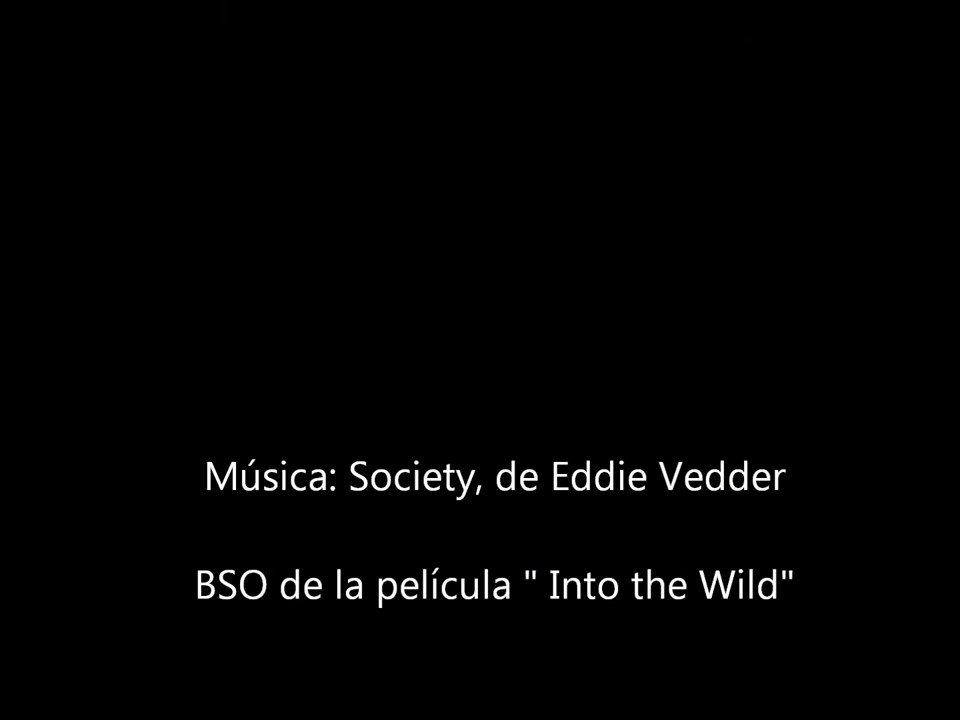 Música: Society, de Eddie Vedder
BSO de la película " Into the Wild"